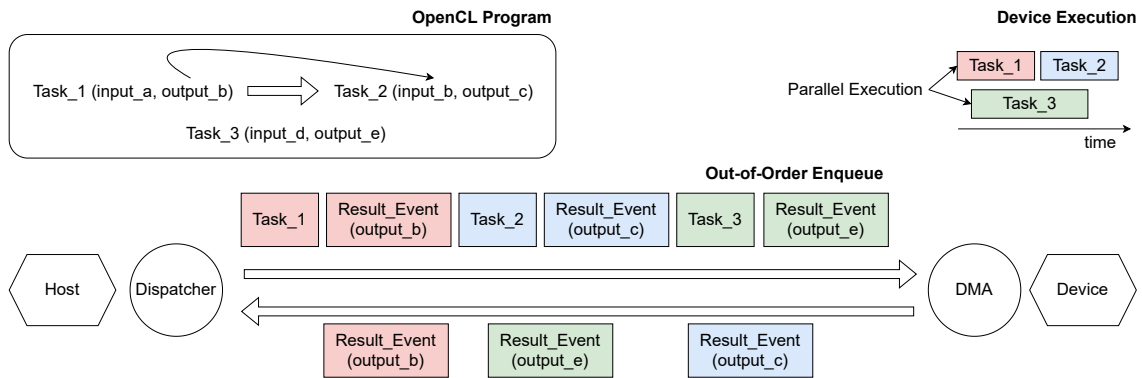 OpenCL Program
Task_1 (input_a, output_b)
Task_2 (input_b, output_c)
Task_3 (input_d, output_e)
Device Execution
Task_1
Task_2
Parallel Execution
Task_3
time
Out-of-Order Enqueue
Task_1
Result_Event
(output_b)
Task_2
Result_Event
(output_c)
Task_3
Result_Event
(output_e)
Host
Dispatcher
DMA
Device
Result_Event
(output_b)
Result_Event
(output_e)
Result_Event
(output_c)